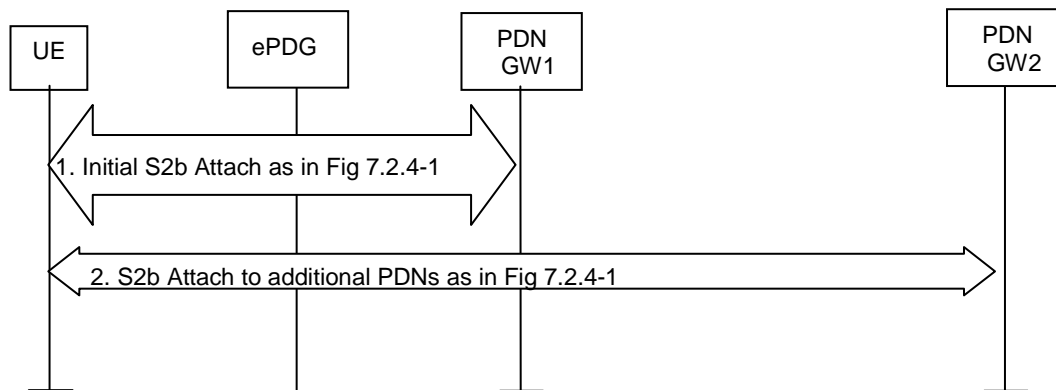 UE
ePDG
PDN
GW1
PDN
GW2
1. Initial S2b Attach as in Fig 7.2.4-1
2. S2b Attach to additional PDNs as in Fig 7.2.4-1